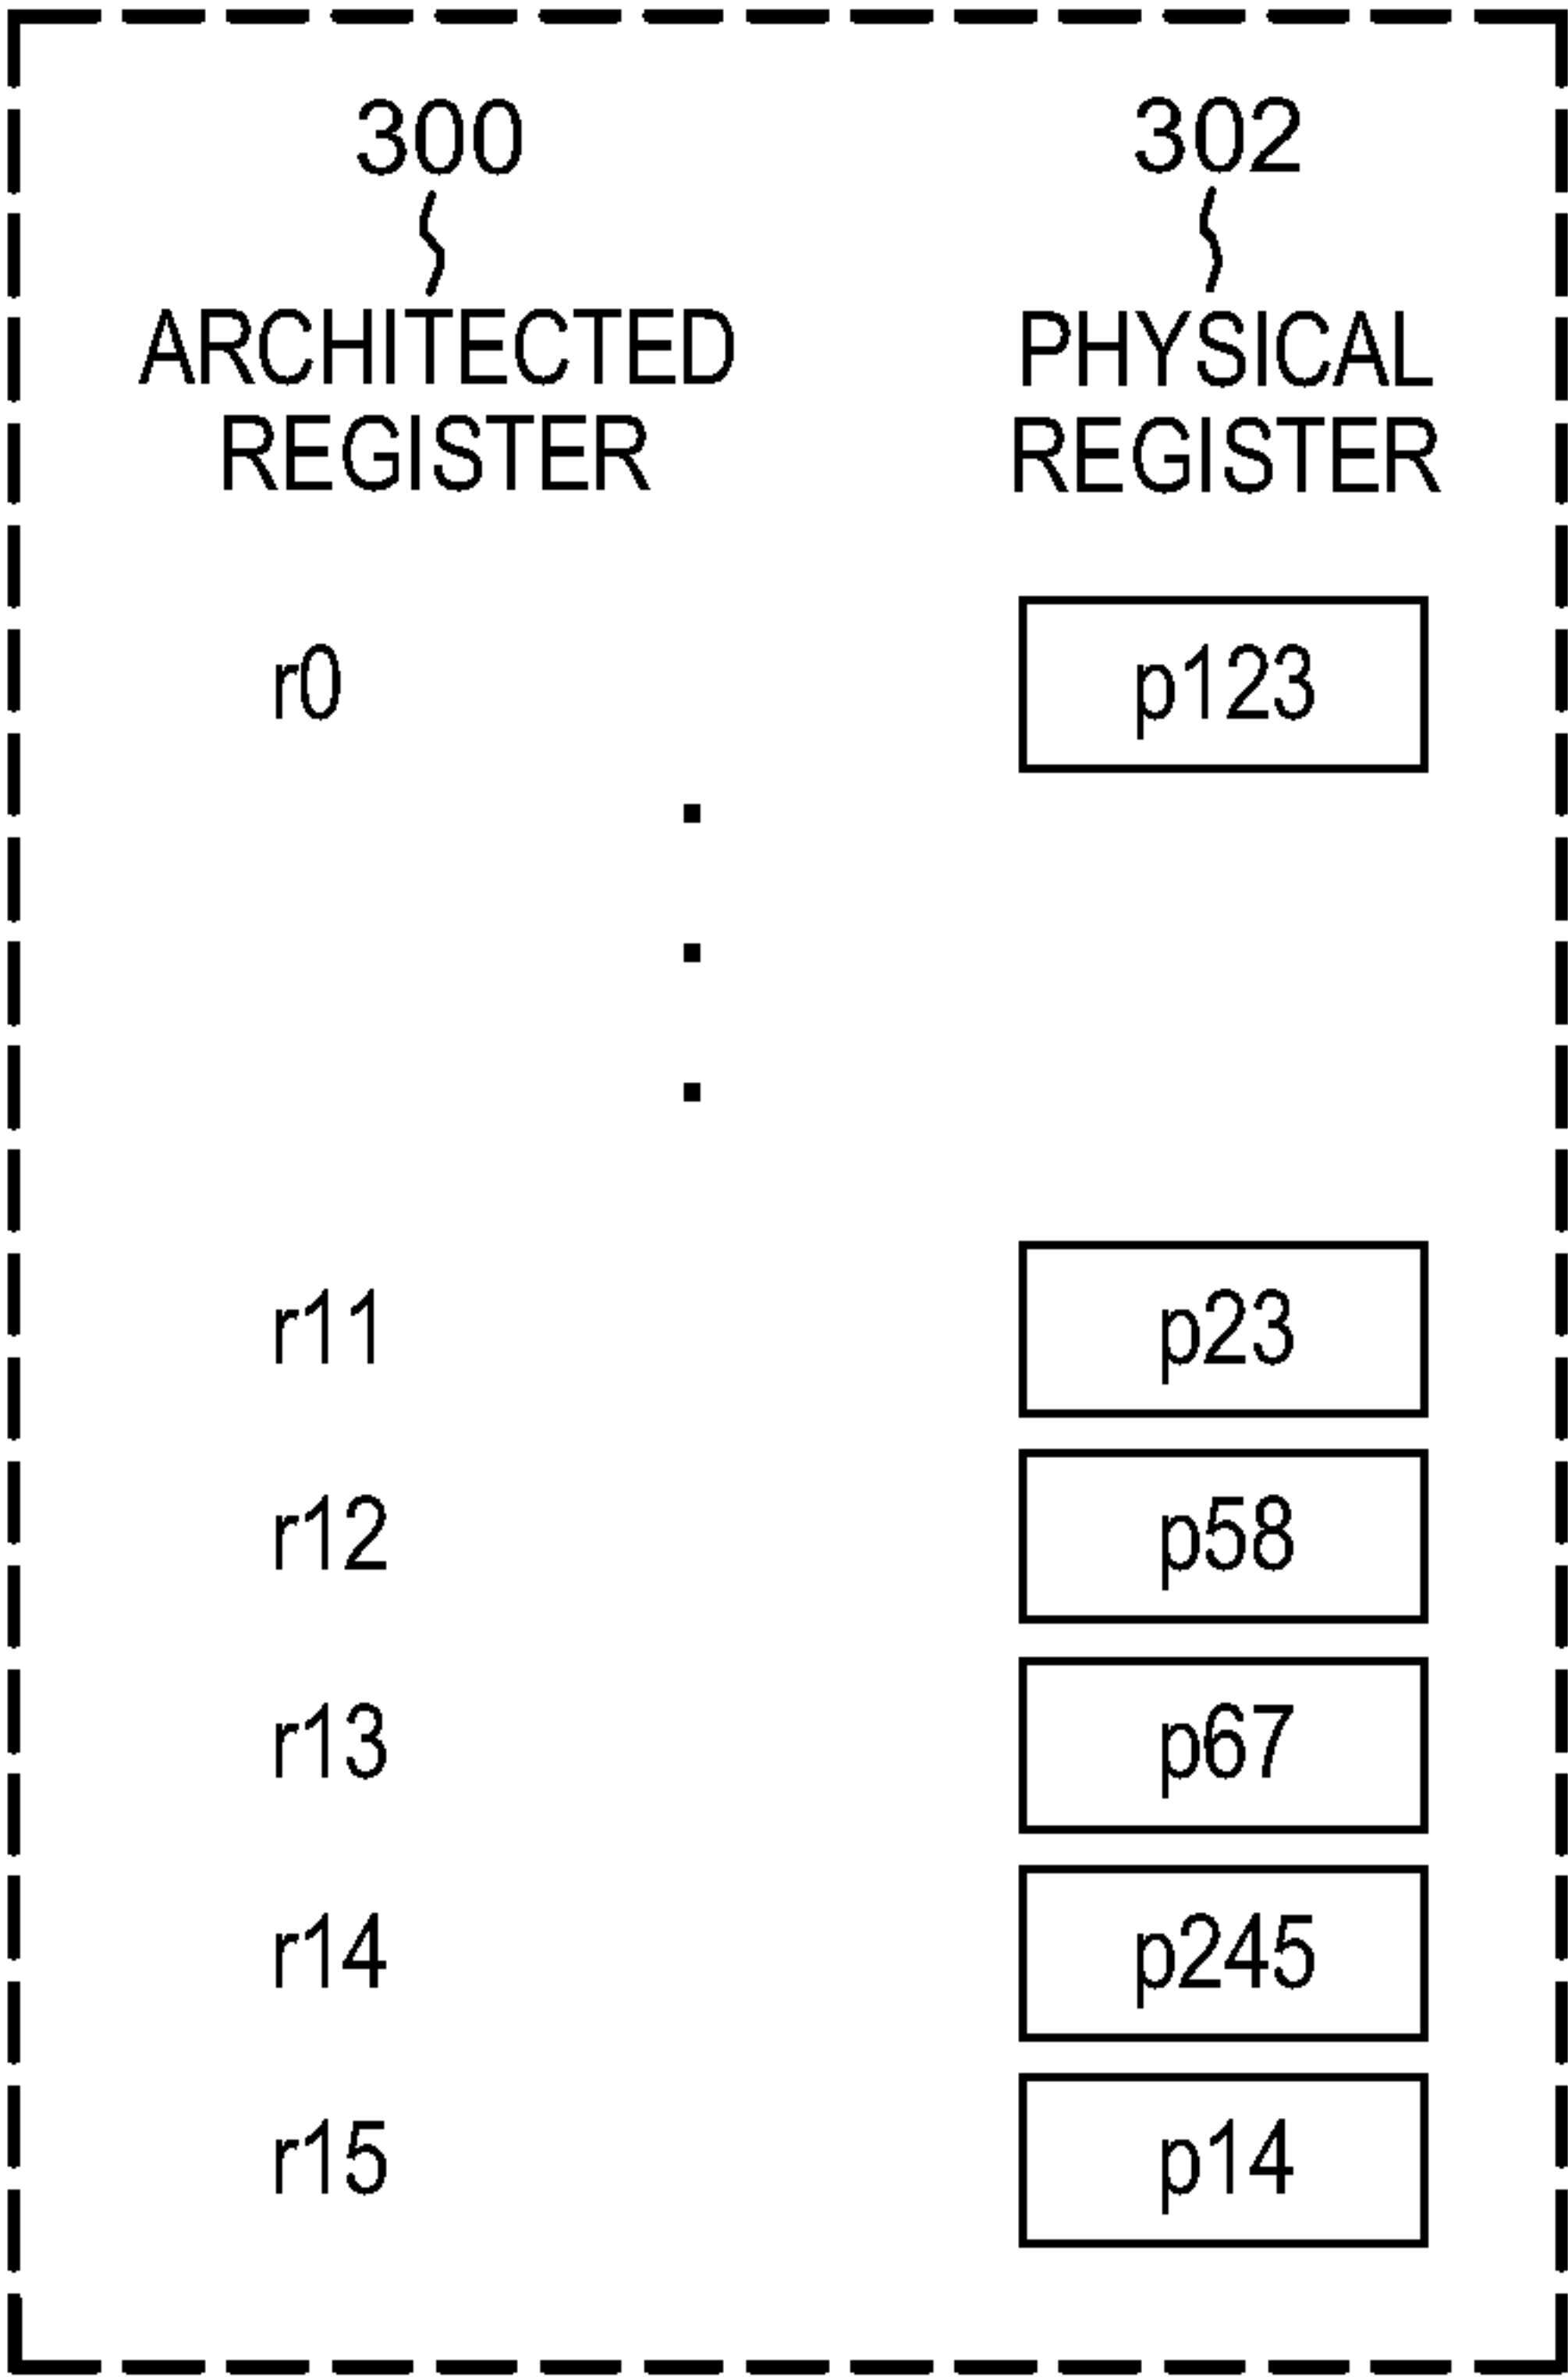 300 302
ARCHITECTED PHYSICAL
REGISTER REGISTER
r0 p123
.
.
.
r11 p23
r12 p58
r13 p67
r14 p245
r15 p14